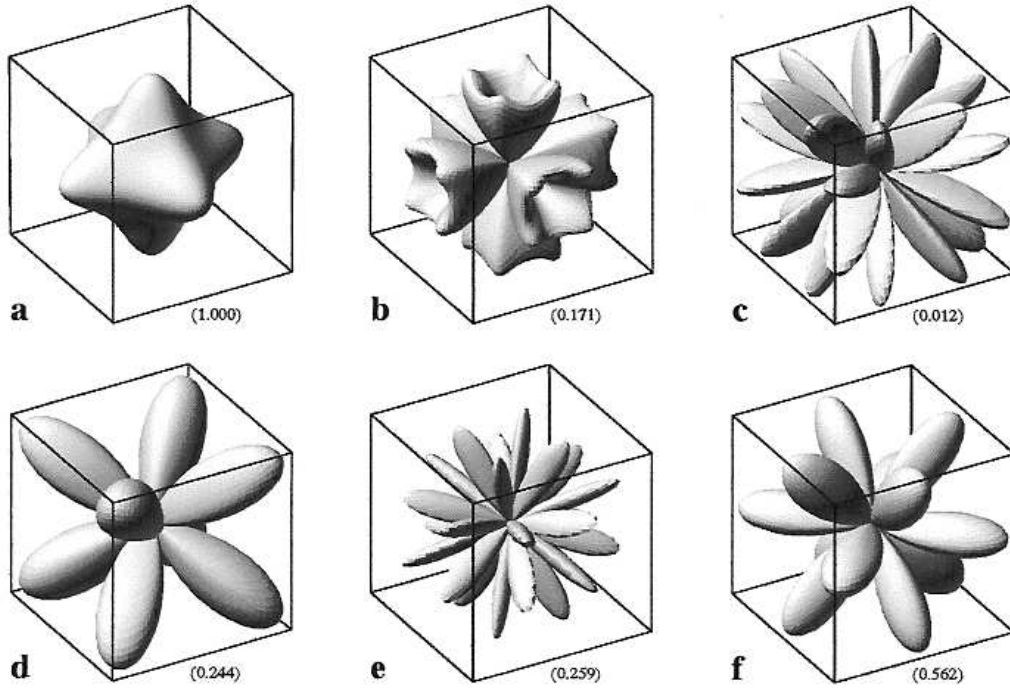 a (1.000) b (0.171) c (0.012)
d (0.244) e (0.259) f (0.562)